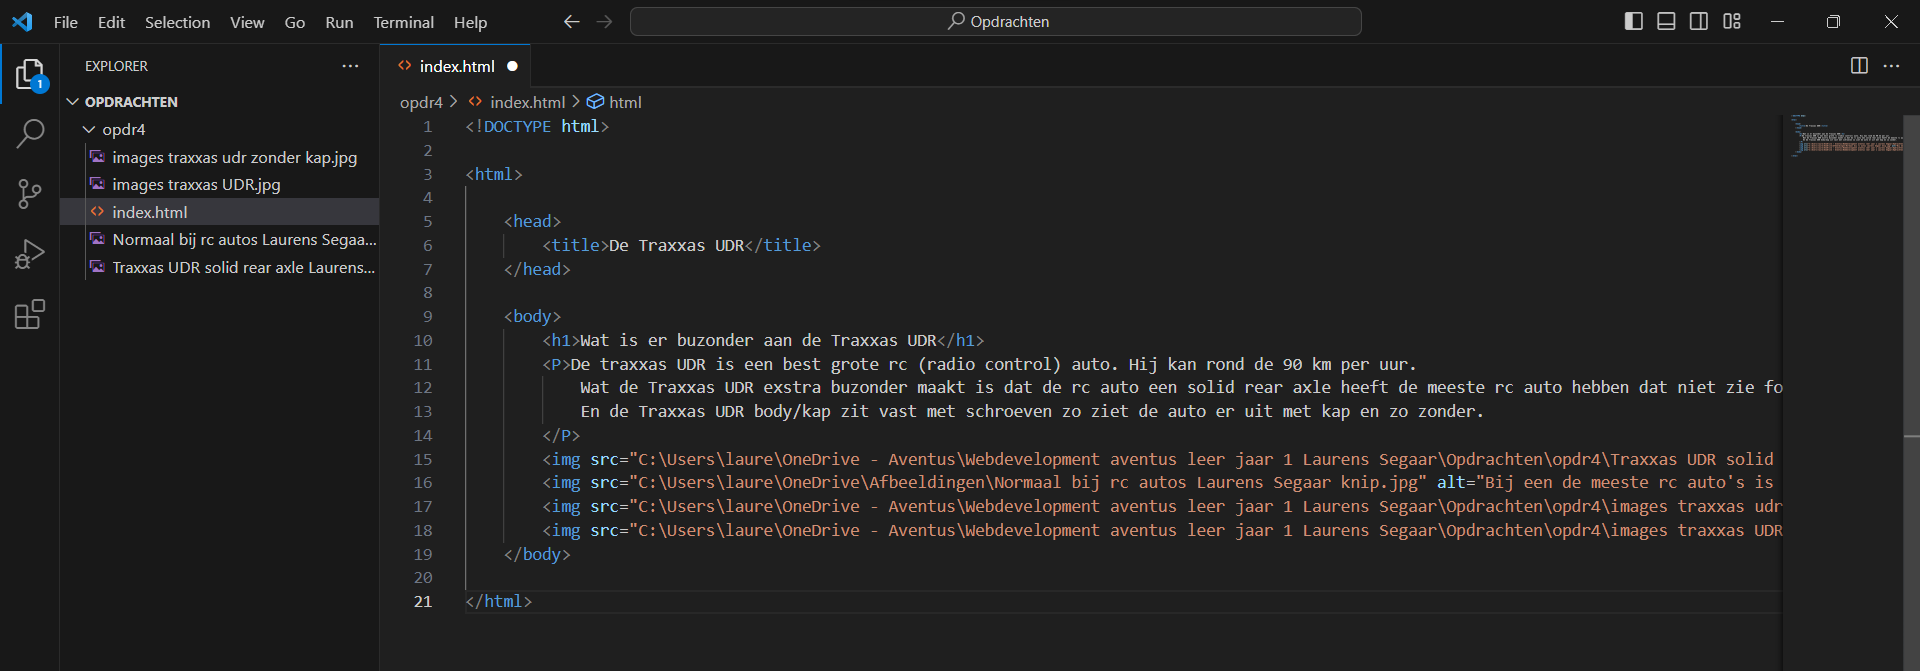 File Edit Selection View Go Run Terminal Help
Opdrachten
EXPLORER
OPDRACHTEN
opdr4
images traxxas udr zonder kap.jpg
images traxxas UDR.jpg
index.html
Normaal bij rc autos Laurens Segaa...
Traxxas UDR solid rear axle Laurens...
1
index.html
opdr4 > index.html > html
1 <!DOCTYPE html>
2
3 <html>
4
5 <head>
6 <title>De Traxxas UDR</title>
7 </head>
8
9 <body>
10 <h1>Wat is er buzonder aan de Traxxas UDR</h1>
11 <P>De traxxas UDR is een best grote rc (radio control) auto. Hij kan rond de 90 km per uur.
12 Wat de Traxxas UDR exstra buzonder maakt is dat de rc auto een solid rear axle heeft de meeste rc auto hebben dat niet zie fo
13 En de Traxxas UDR body/kap zit vast met schroeven zo ziet de auto er uit met kap en zo zonder.
14 </P>
15 <img src="C:\Users\laure\OneDrive - Aventus\Webdevelopment aventus leer jaar 1 Laurens Segaar\Opdrachten\opdr4\Traxxas UDR solid
16 <img src="C:\Users\laure\OneDrive\Afbeeldingen\Normaal bij rc autos Laurens Segaar knip.jpg" alt="Bij een de meeste rc auto's is
17 <img src="C:\Users\laure\OneDrive - Aventus\Webdevelopment aventus leer jaar 1 Laurens Segaar\Opdrachten\opdr4\images traxxas udr
18 <img src="C:\Users\laure\OneDrive - Aventus\Webdevelopment aventus leer jaar 1 Laurens Segaar\Opdrachten\opdr4\images traxxas UDR
19 </body>
20
21 </html>